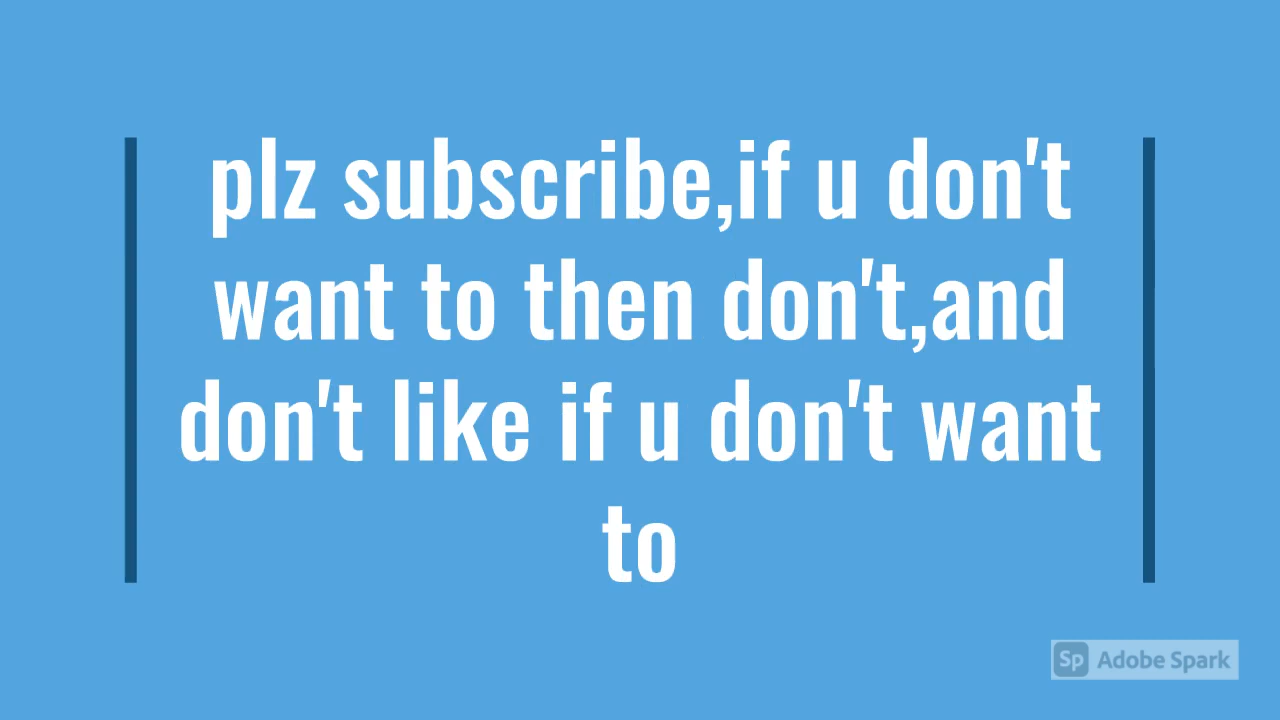 plz subscribe,if u don't
want to then don't,and
don't like if u don't want
to
Sp Adobe Spark